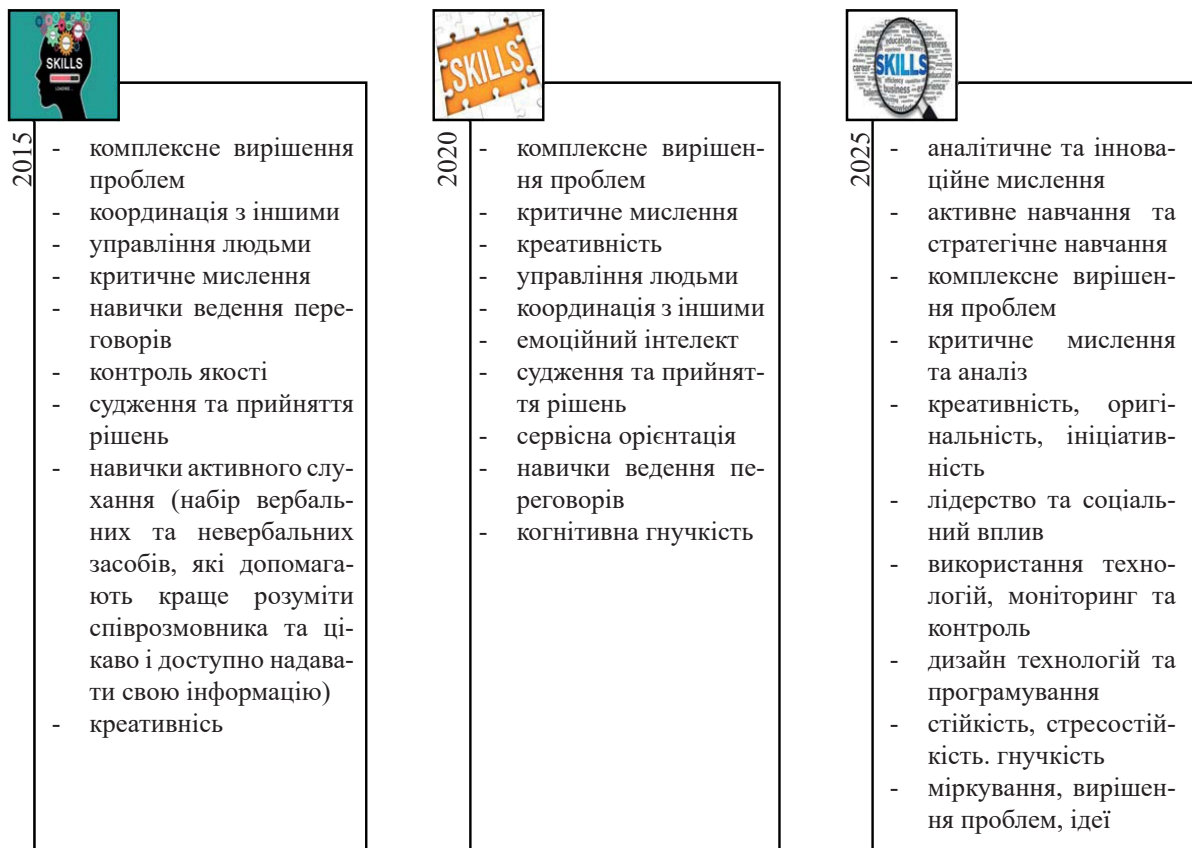 SKILLS
LOADING...
2015
- комплексне вирішення
проблем
- координація з іншими
- управління людьми
- критичне мислення
- навички ведення пере-
говорів
- контроль якості
- судження та прийняття
рішень
- навички активного слу-
хання (набір вербаль-
них та невербальних
засобів, які допомага-
ють краще розуміти
співрозмовника та ці-
каво і доступно надава-
ти свою інформацію)
- креативнісь
SKILLS
2020
- комплексне вирішен-
ня проблем
- критичне мислення
- креативність
- управління людьми
- координація з іншими
- емоційний інтелект
- судження та прийнят-
тя рішень
- сервісна орієнтація
- навички ведення пе-
реговорів
- когнітивна гнучкість
education
SKILLS
business
2025
- аналітичне та іннова-
ційне мислення
- активне навчання та
стратегічне навчання
- комплексне вирішен-
ня проблем
- критичне мислення
та аналіз
- креативність, оригі-
нальність, ініціатив-
ність
- лідерство та соціаль-
ний вплив
- використання техно-
логій, моніторинг та
контроль
- дизайн технологій та
програмування
- стійкість, стресостій-
кість. гнучкість
- міркування, вирішен-
ня проблем, ідеї